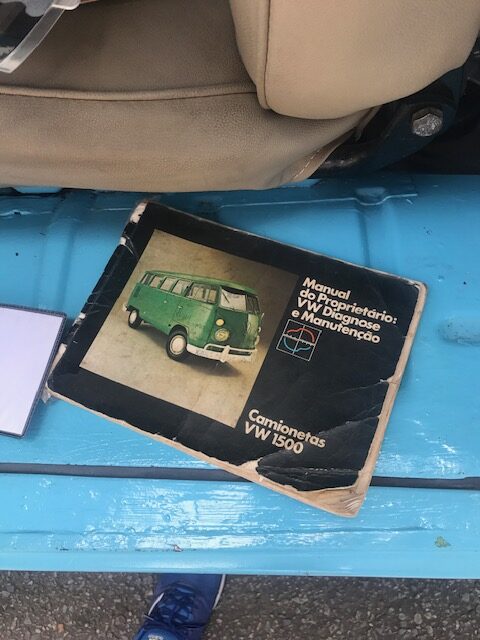 Manual
do Proprietário:
VW Diagnose
e Manutenção
Camionetas
VW 1500